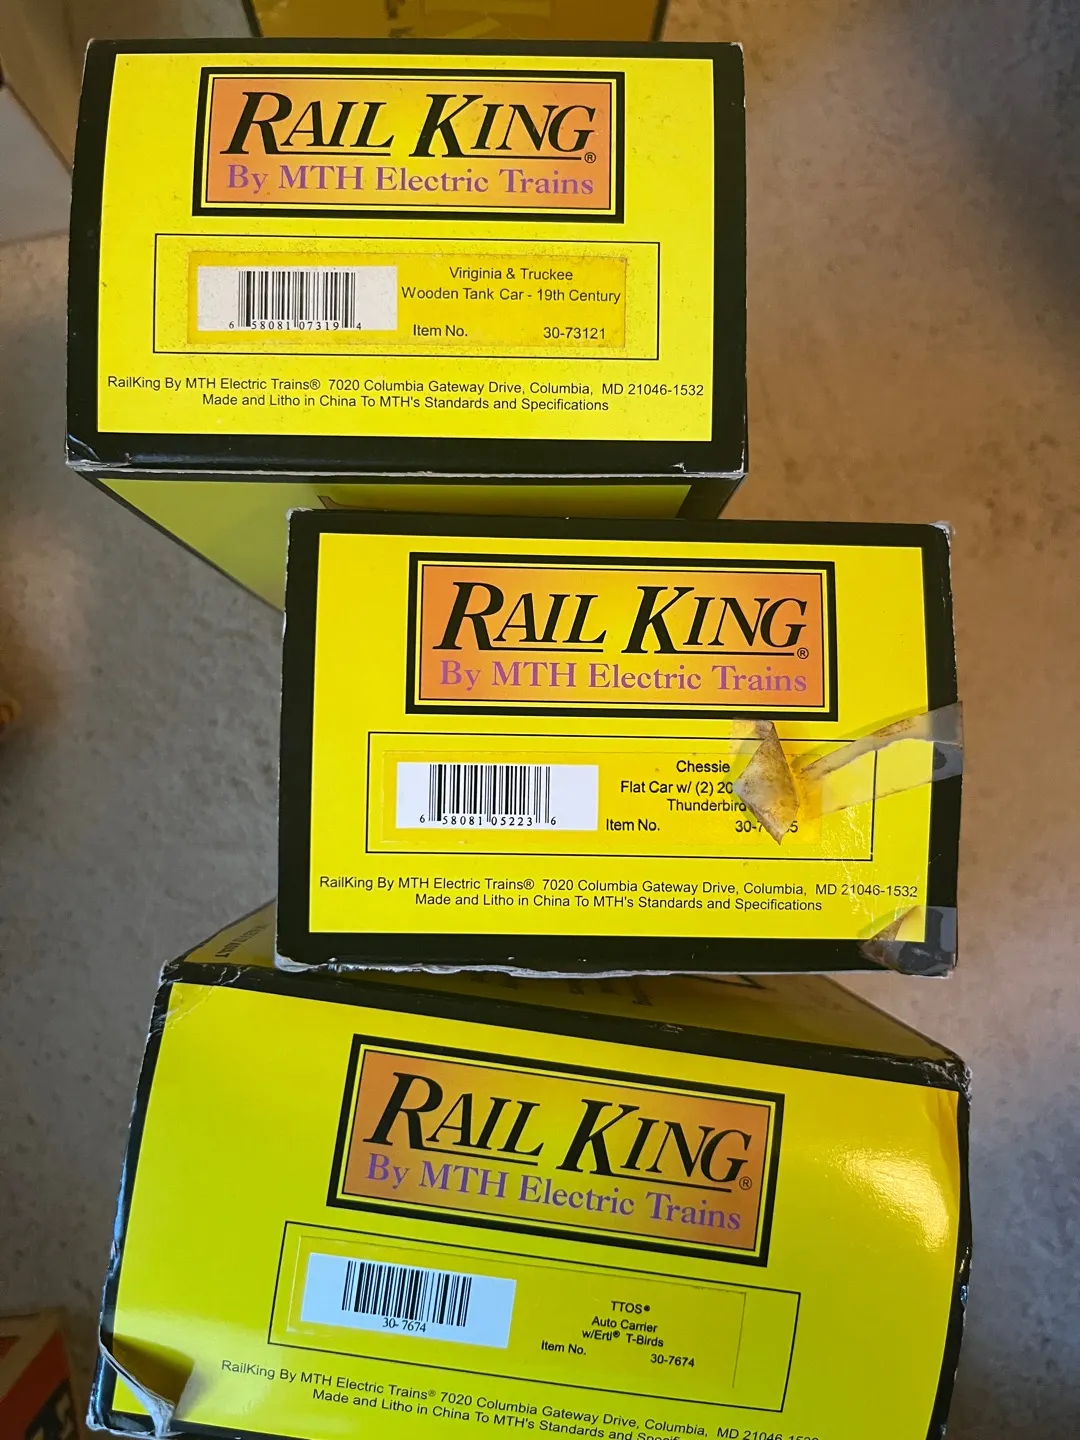 RAIL KING®
By MTH Electric Trains
Viriginia & Truckee
Wooden Tank Car - 19th Century
6 58081 07319 4
Item No. 30-73121
RailKing By MTH Electric Trains® 7020 Columbia Gateway Drive, Columbia, MD 21046-1532
Made and Litho in China To MTH's Standards and Specifications
RAIL KING®
By MTH Electric Trains
Chessie
Flat Car w/ (2) 20
Thunderbird
6 58081 05223 6
Item No. 30-7
RailKing By MTH Electric Trains® 7020 Columbia Gateway Drive, Columbia, MD 21046-1532
Made and Litho in China To MTH's Standards and Specifications
RAIL KING®
By MTH Electric Trains
30-7674
TTOS®
Auto Carrier
w/Ertl® T-Birds
Item No. 30-7674
RailKing By MTH Electric Trains® 7020 Columbia Gateway Drive, Columbia, MD 21046
Made and Litho in China To MTH's Standards and